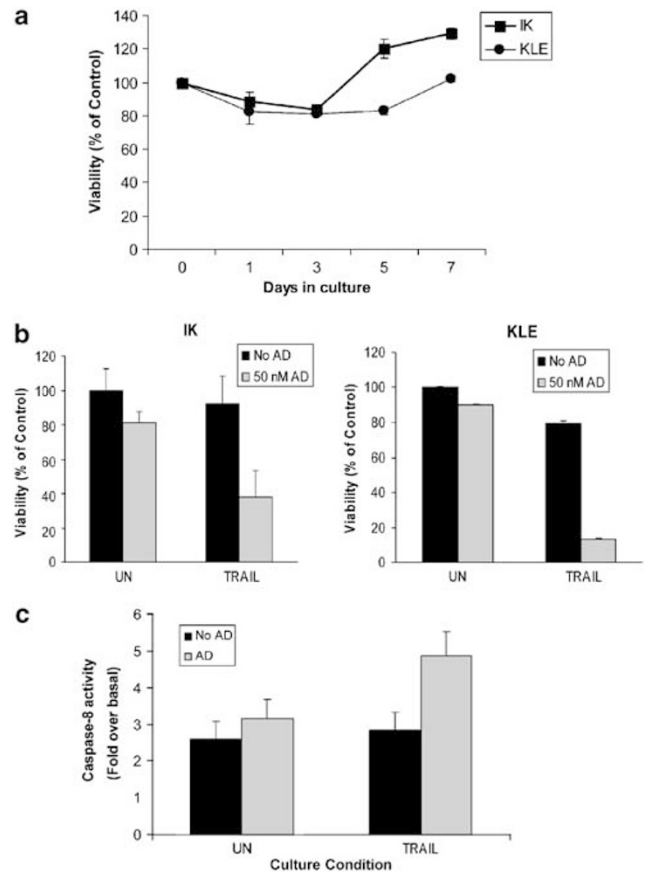 a
140
120
100
80
60
40
20
0
Viability (% of Control)
IK
KLE
0 1 3 5 7
Days in culture
b
IK
120
100
80
60
40
20
0
Viability (% of Control)
No AD
50 nM AD
UN TRAIL
KLE
120
100
80
60
40
20
0
Viability (% of Control)
No AD
50 nM AD
UN TRAIL
c
6
5
4
3
2
1
0
Caspase-8 activity
(Fold over basal)
No AD
AD
UN TRAIL
Culture Condition